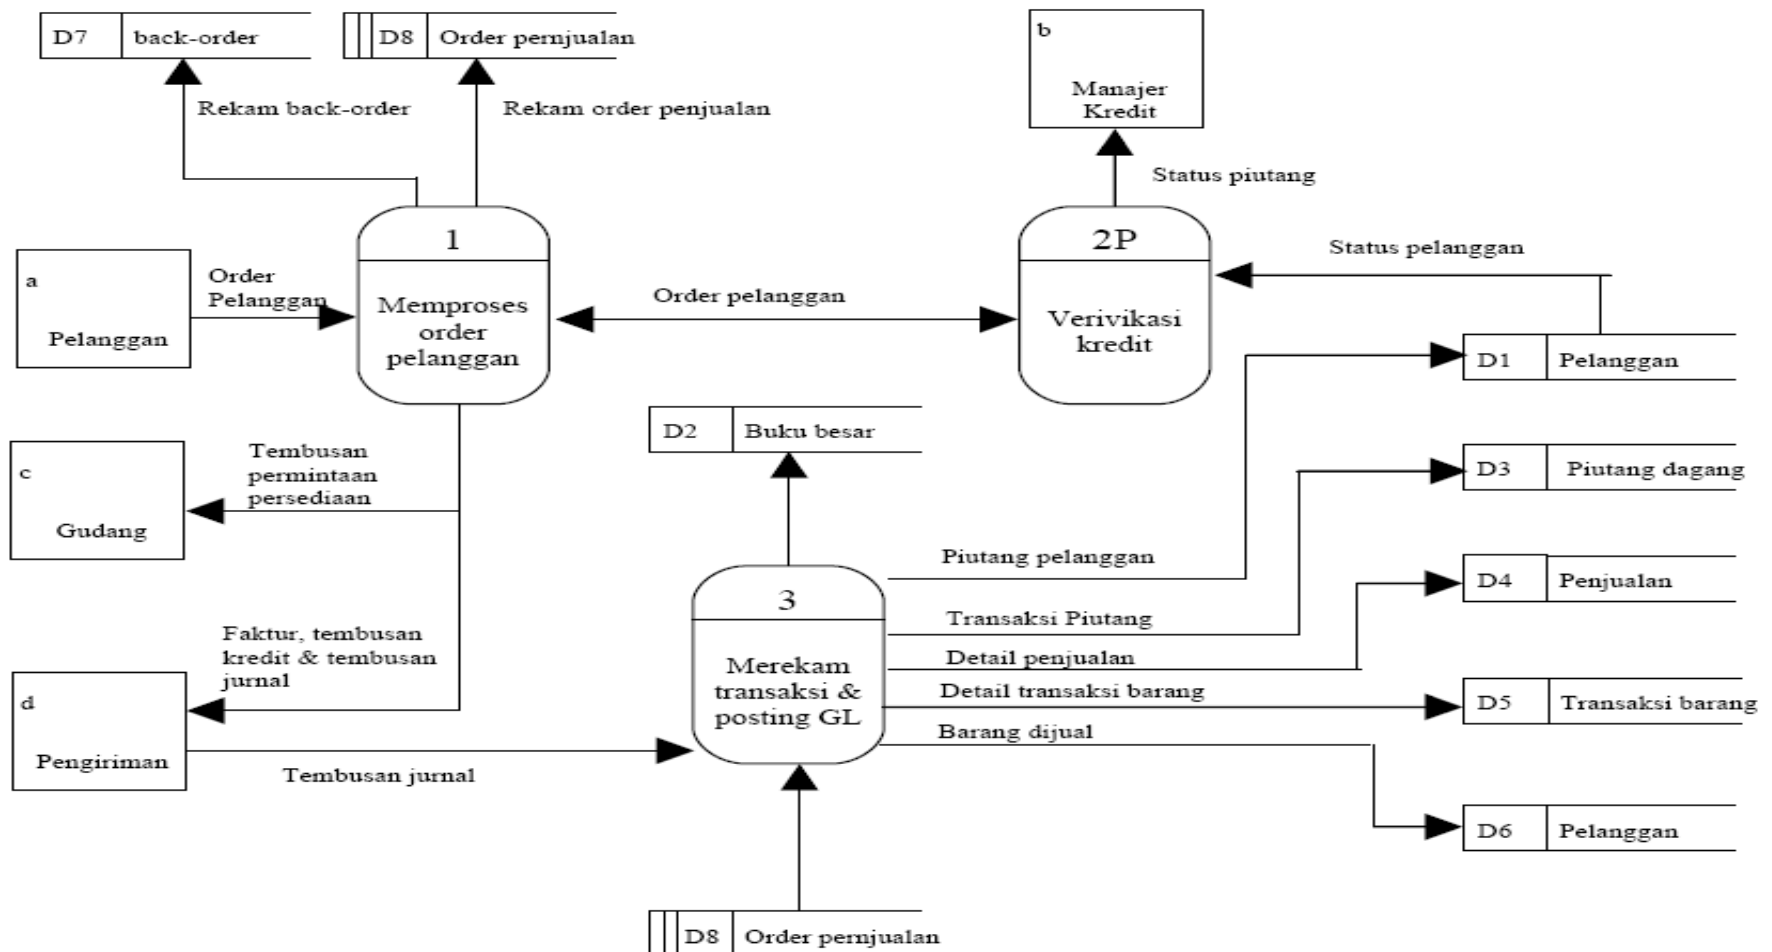 D7 back-order
D8 Order pernjualan
b
Manajer
Kredit
Rekam back-order
Rekam order penjualan
Status piutang
1
Memproses
order
pelanggan
2P
Verivikasi
kredit
Status pelanggan
a
Pelanggan
Order
Pelanggan
Order pelanggan
D1 Pelanggan
D2 Buku besar
c
Gudang
Tembusan
permintaan
persediaan
D3 Piutang dagang
Piutang pelanggan
D4 Penjualan
3
Merekam
transaksi &
posting GL
Transaksi Piutang
Detail penjualan
Detail transaksi barang
Barang dijual
Faktur, tembusan
kredit & tembusan
jurnal
d
Pengiriman
Tembusan jurnal
D5 Transaksi barang
D6 Pelanggan
D8 Order pernjualan